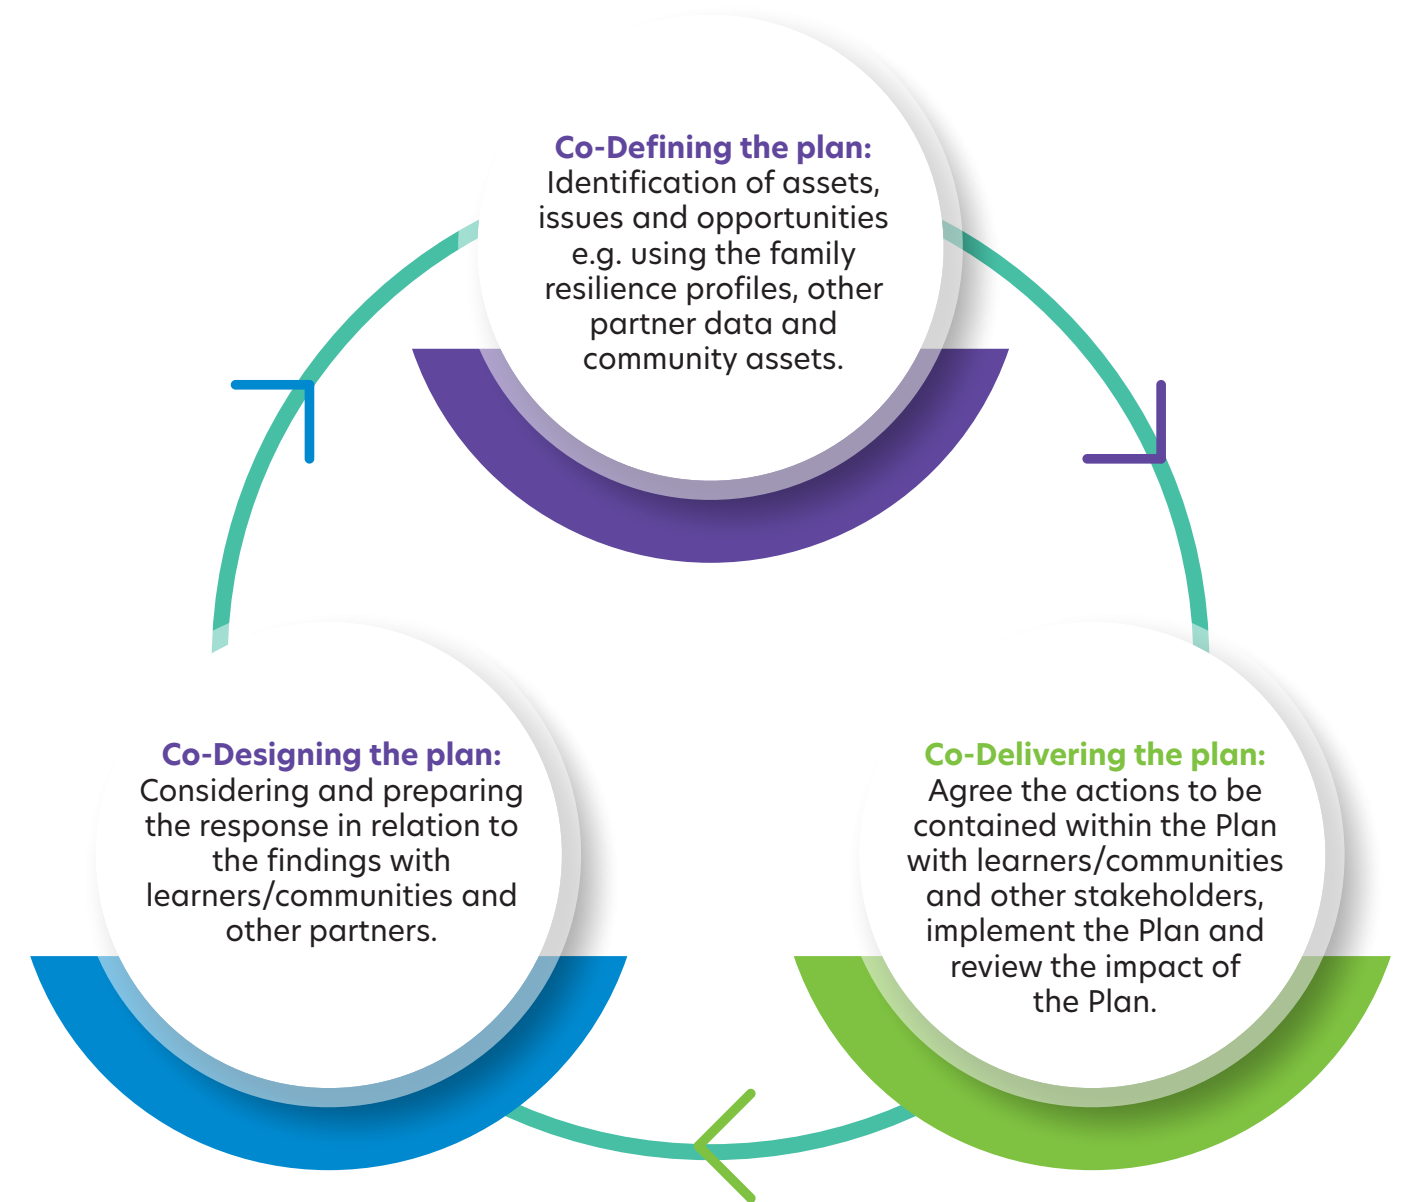 Co-Defining the plan:
Identification of assets,
issues and opportunities
e.g. using the family
resilience profiles, other
partner data and
community assets.
Co-Designing the plan:
Considering and preparing
the response in relation to
the findings with
learners/communities and
other partners.
Co-Delivering the plan:
Agree the actions to be
contained within the Plan
with learners/communities
and other stakeholders,
implement the Plan and
review the impact of
the Plan.